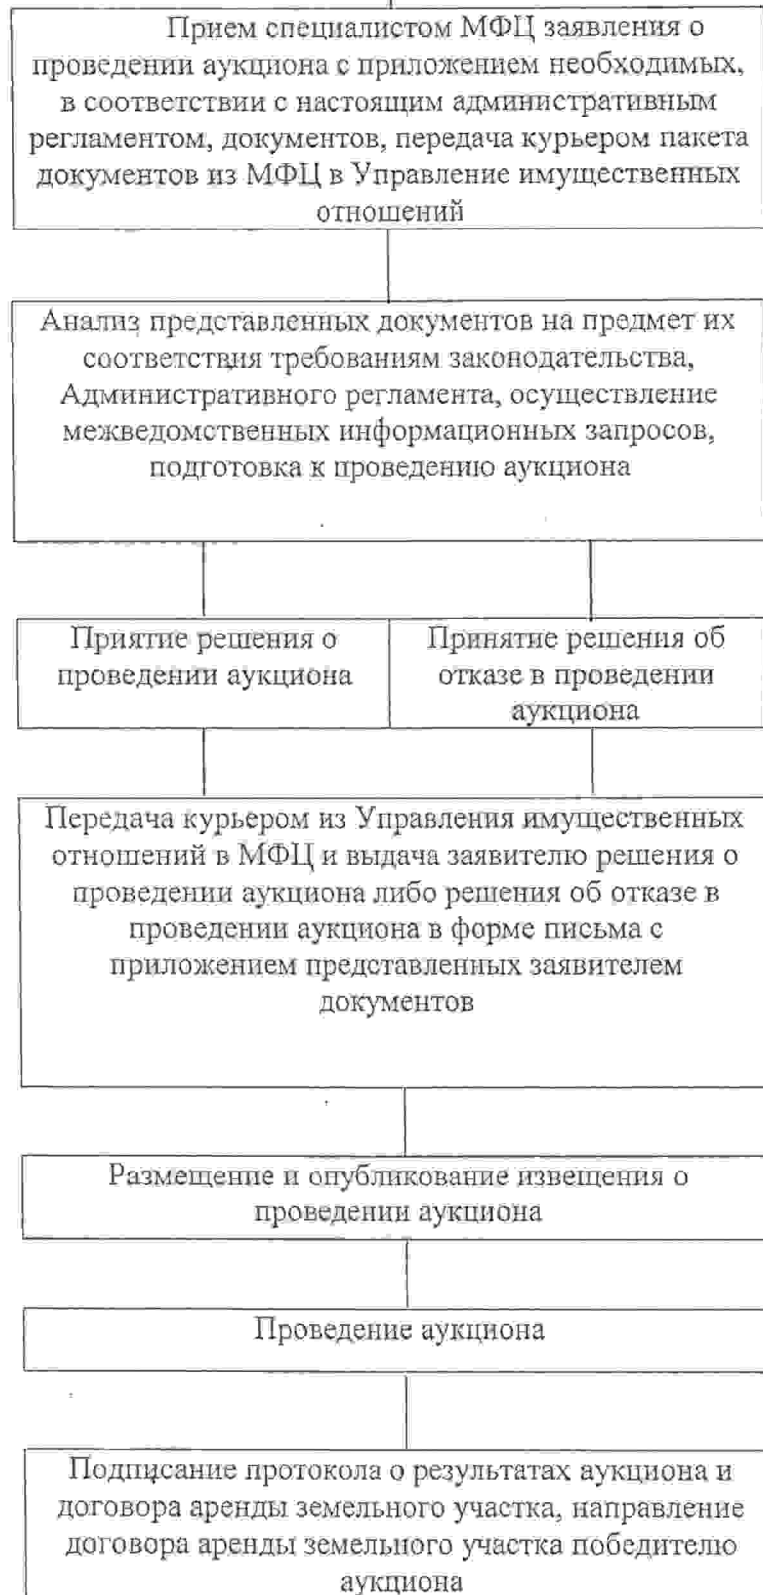 Прием специалистом МФЦ заявления о
проведении аукциона с приложением необходимых,
в соответствии с настоящим административным
регламентом, документов, передача курьером пакета
документов из МФЦ в Управление имущественных
отношений
Анализ представленных документов на предмет их
соответствия требованиям законодательства,
Административного регламента, осуществление
межведомственных информационных запросов,
подготовка к проведению аукциона
Приятие решения о
проведении аукциона
Принятие решения об
отказе в проведении
аукциона
Передача курьером из Управления имущественных
отношений в МФЦ и выдача заявителю решения о
проведении аукциона либо решения об отказе в
проведении аукциона в форме письма с
приложением представленных заявителем
документов
Размещение и опубликование извещения о
проведении аукциона
Проведение аукциона
Подписание протокола о результатах аукциона и
договора аренды земельного участка, направление
договора аренды земельного участка победителю
аукциона